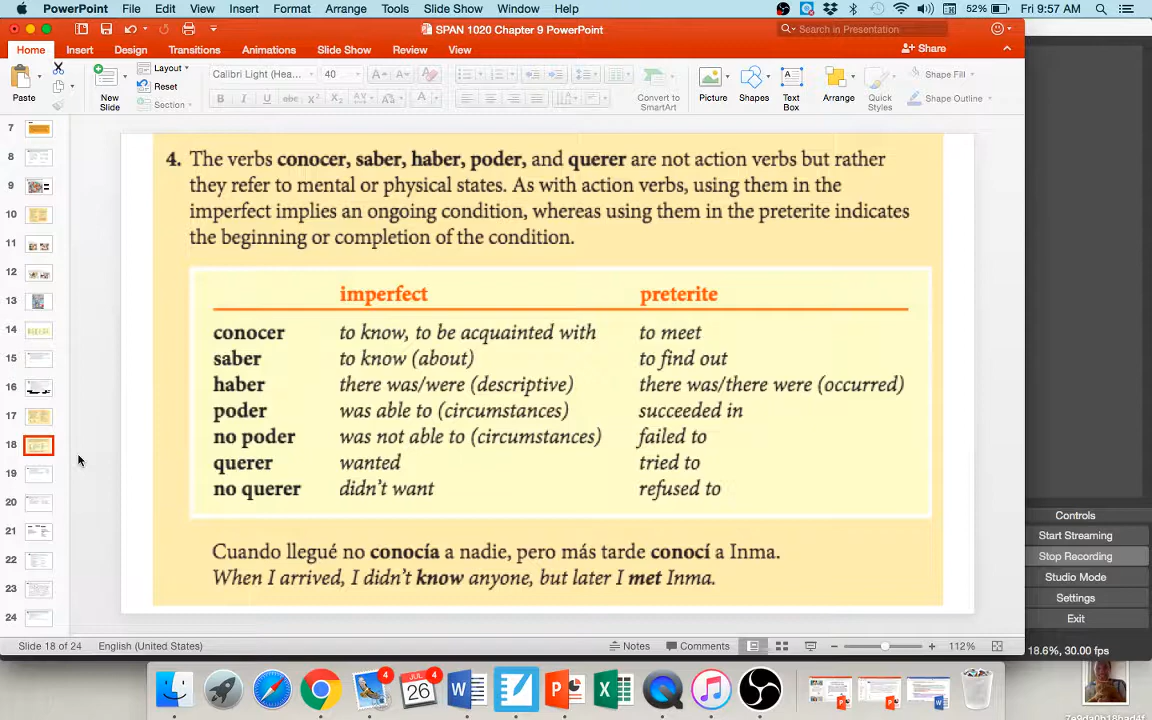 PowerPoint File Edit View Insert Format Arrange Tools Slide Show Window Help 52% Fri 9:57 AM
SPAN 1020 Chapter 9 PowerPoint
Search in Presentation
Home Insert Design Transitions Animations Slide Show Review View Share
Paste
New Slide
Layout
Reset
Section
Calibri Light (Hea... 40
Convert to SmartArt
Picture
Shapes
Text Box
Arrange
Quick Styles
Shape Fill
Shape Outline
7
8
9
10
11
12
13
14
15
16
17
18
19
20
21
22
23
24
4. The verbs conocer, saber, haber, poder, and querer are not action verbs but rather
they refer to mental or physical states. As with action verbs, using them in the
imperfect implies an ongoing condition, whereas using them in the preterite indicates
the beginning or completion of the condition.
imperfect preterite
conocer to know, to be acquainted with to meet
saber to know (about) to find out
haber there was/were (descriptive) there was/there were (occurred)
poder was able to (circumstances) succeeded in
no poder was not able to (circumstances) failed to
querer wanted tried to
no querer didn't want refused to
Cuando llegué no conocía a nadie, pero más tarde conocí a Inma.
When I arrived, I didn't know anyone, but later I met Inma.
Controls
Start Streaming
Stop Recording
Studio Mode
Settings
Exit
18.6%, 30.00 fps
Slide 18 of 24 English (United States) Notes Comments 112%
4
JUL 26
4